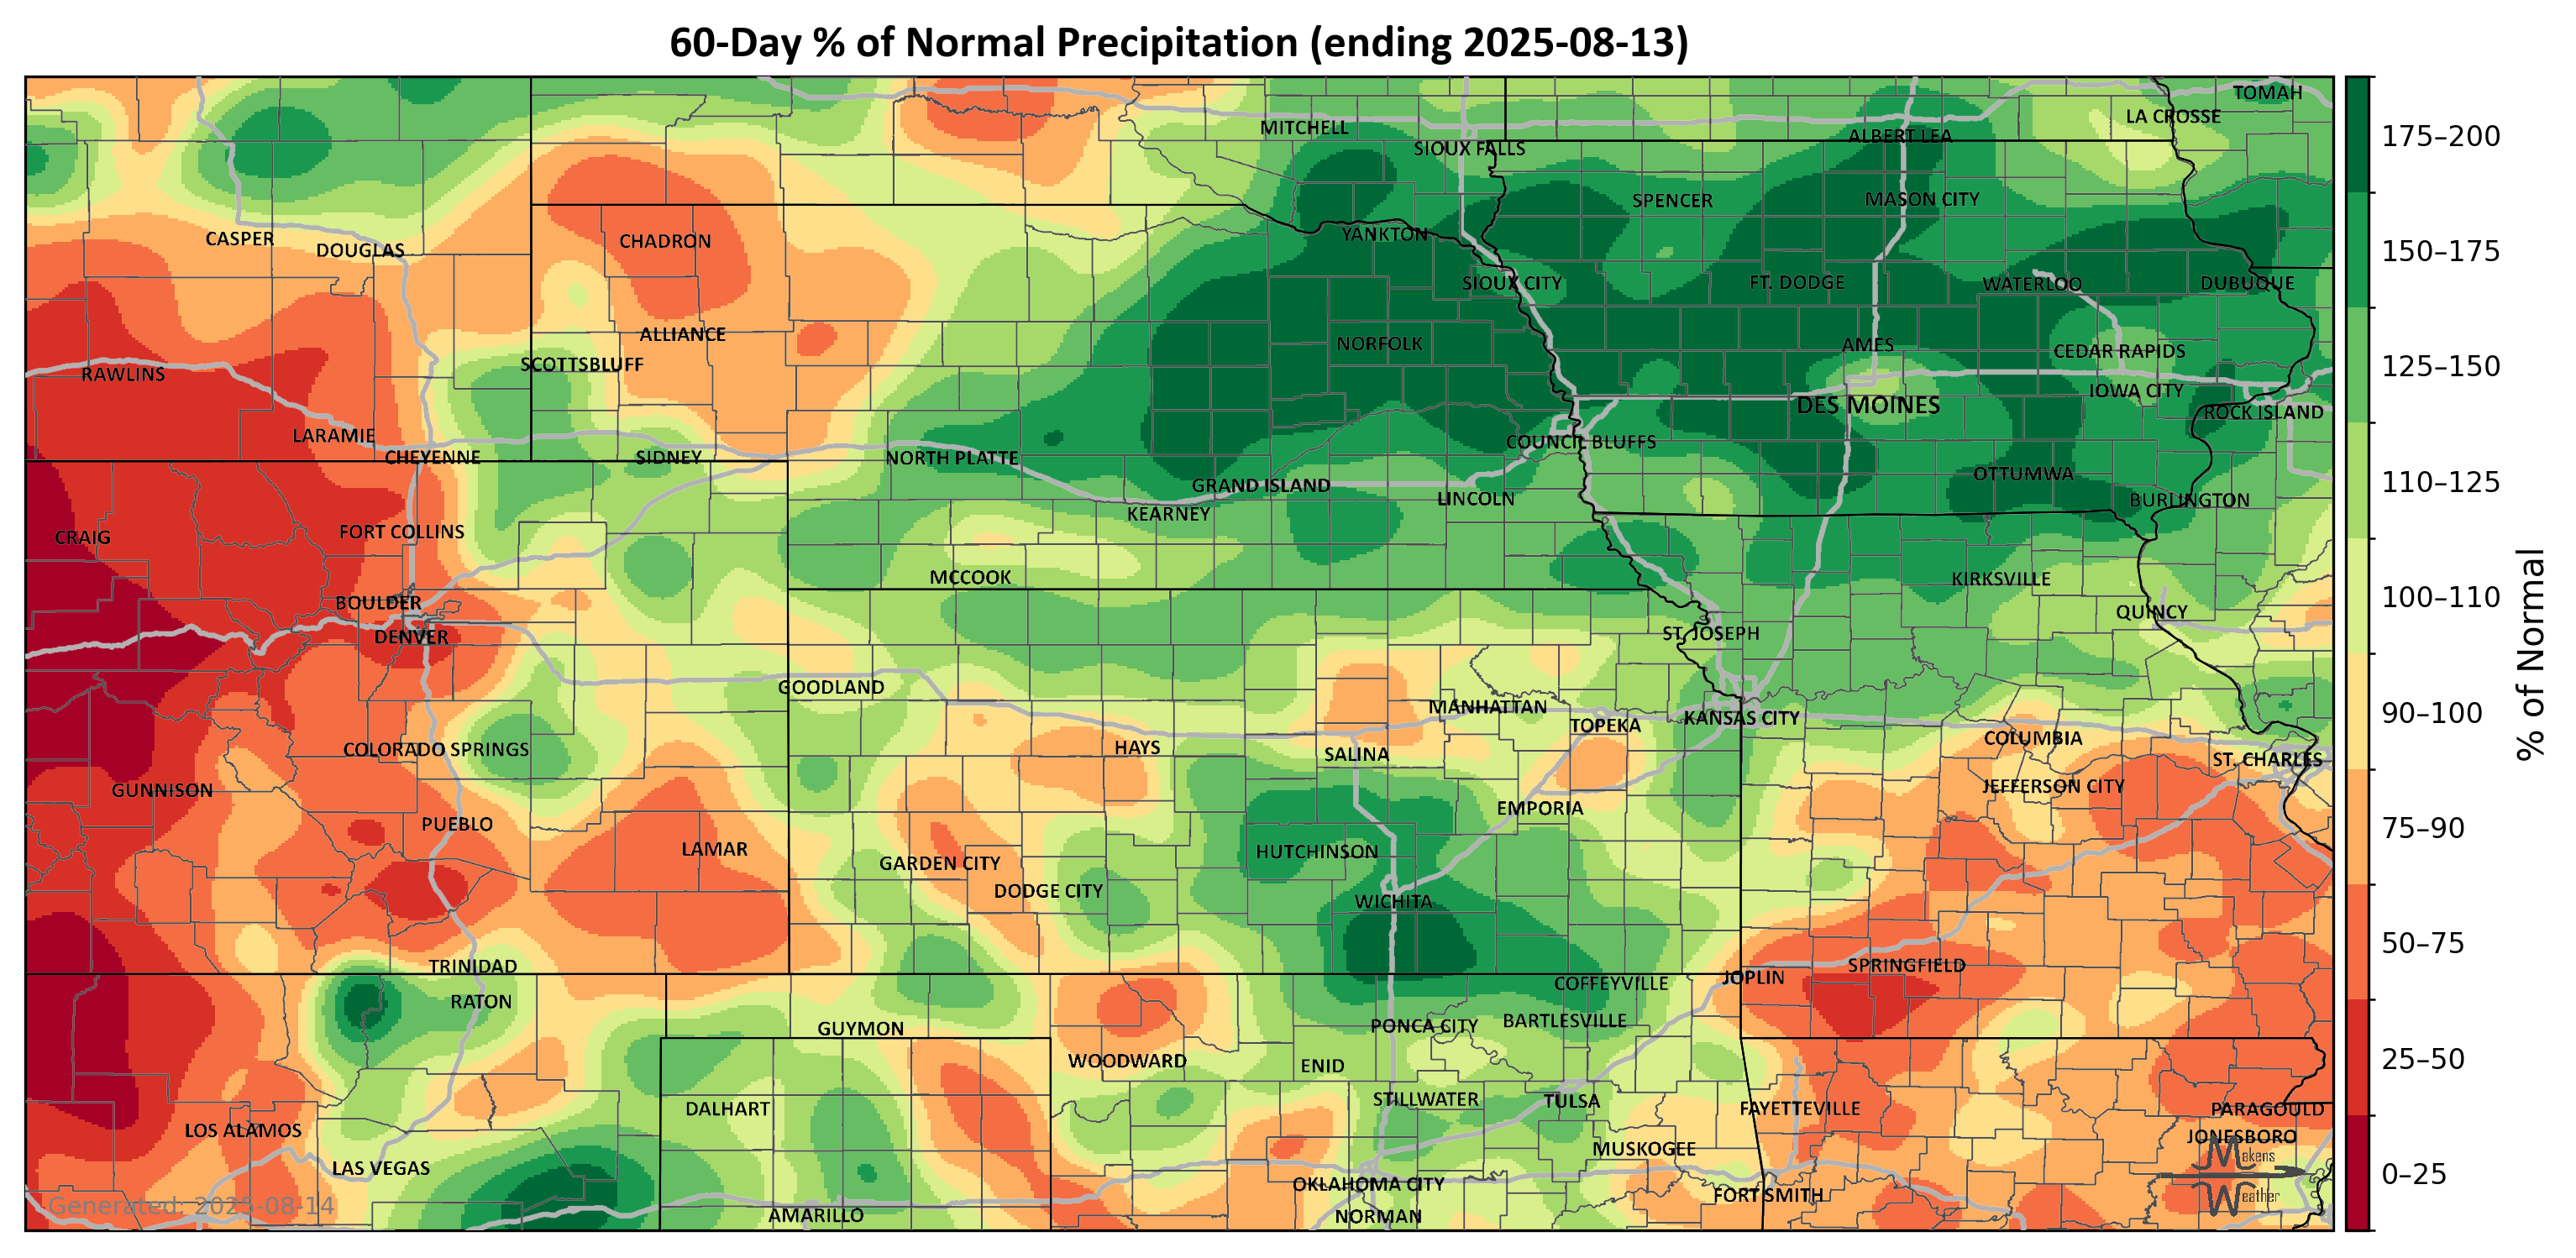 60-Day % of Normal Precipitation (ending 2025-08-13)
TOMAH
LA CROSSE
MITCHELL
ALBERT LEA
SIOUX FALLS
175–200
SPENCER
MASON CITY
CASPER
DOUGLAS
CHADRON
YANKTON
150–175
SIOUX CITY
FT. DODGE
WATERLOO
DUBUQUE
ALLIANCE
NORFOLK
AMES
CEDAR RAPIDS
SCOTTSBLUFF
125–150
RAWLINS
IOWA CITY
DES MOINES
ROCK ISLAND
LARAMIE
COUNCIL BLUFFS
CHEYENNE
SIDNEY
NORTH PLATTE
OTTUMWA
110–125
GRAND ISLAND
LINCOLN
BURLINGTON
KEARNEY
CRAIG
FORT COLLINS
MCCOOK
KIRKSVILLE
100–110
BOULDER
QUINCY
DENVER
ST. JOSEPH
GOODLAND
MANHATTAN
TOPEKA
KANSAS CITY
90–100
COLORADO SPRINGS
HAYS
SALINA
COLUMBIA
ST. CHARLES
GUNNISON
JEFFERSON CITY
PUEBLO
EMPORIA
75–90
LAMAR
GARDEN CITY
HUTCHINSON
DODGE CITY
WICHITA
50–75
TRINIDAD
SPRINGFIELD
JOPLIN
RATON
COFFEYVILLE
GUYMON
PONCA CITY
BARTLESVILLE
WOODWARD
ENID
25–50
DALHART
STILLWATER
TULSA
FAYETTEVILLE
PARAGOULD
LOS ALAMOS
JONESBORO
MUSKOGEE
LAS VEGAS
Makens
Weather
OKLAHOMA CITY
FORT SMITH
0–25
Generated: 2025-08-14
AMARILLO
NORMAN
% of Normal